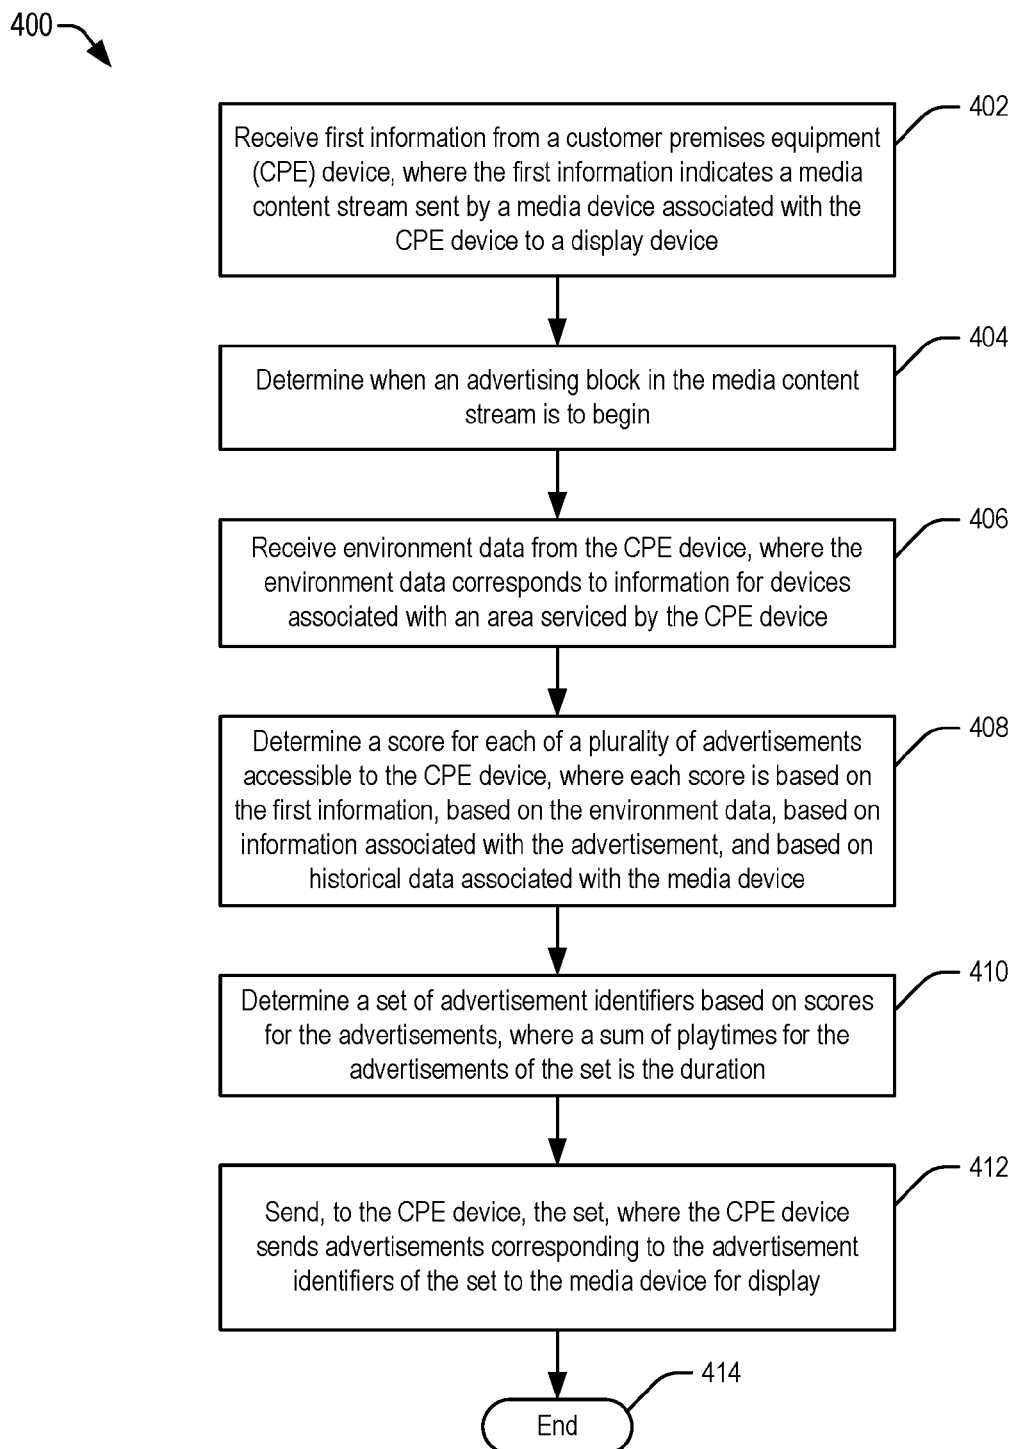 400
402
Receive first information from a customer premises equipment
(CPE) device, where the first information indicates a media
content stream sent by a media device associated with the
CPE device to a display device
404
Determine when an advertising block in the media content
stream is to begin
406
Receive environment data from the CPE device, where the
environment data corresponds to information for devices
associated with an area serviced by the CPE device
408
Determine a score for each of a plurality of advertisements
accessible to the CPE device, where each score is based on
the first information, based on the environment data, based on
information associated with the advertisement, and based on
historical data associated with the media device
410
Determine a set of advertisement identifiers based on scores
for the advertisements, where a sum of playtimes for the
advertisements of the set is the duration
412
Send, to the CPE device, the set, where the CPE device
sends advertisements corresponding to the advertisement
identifiers of the set to the media device for display
414
End